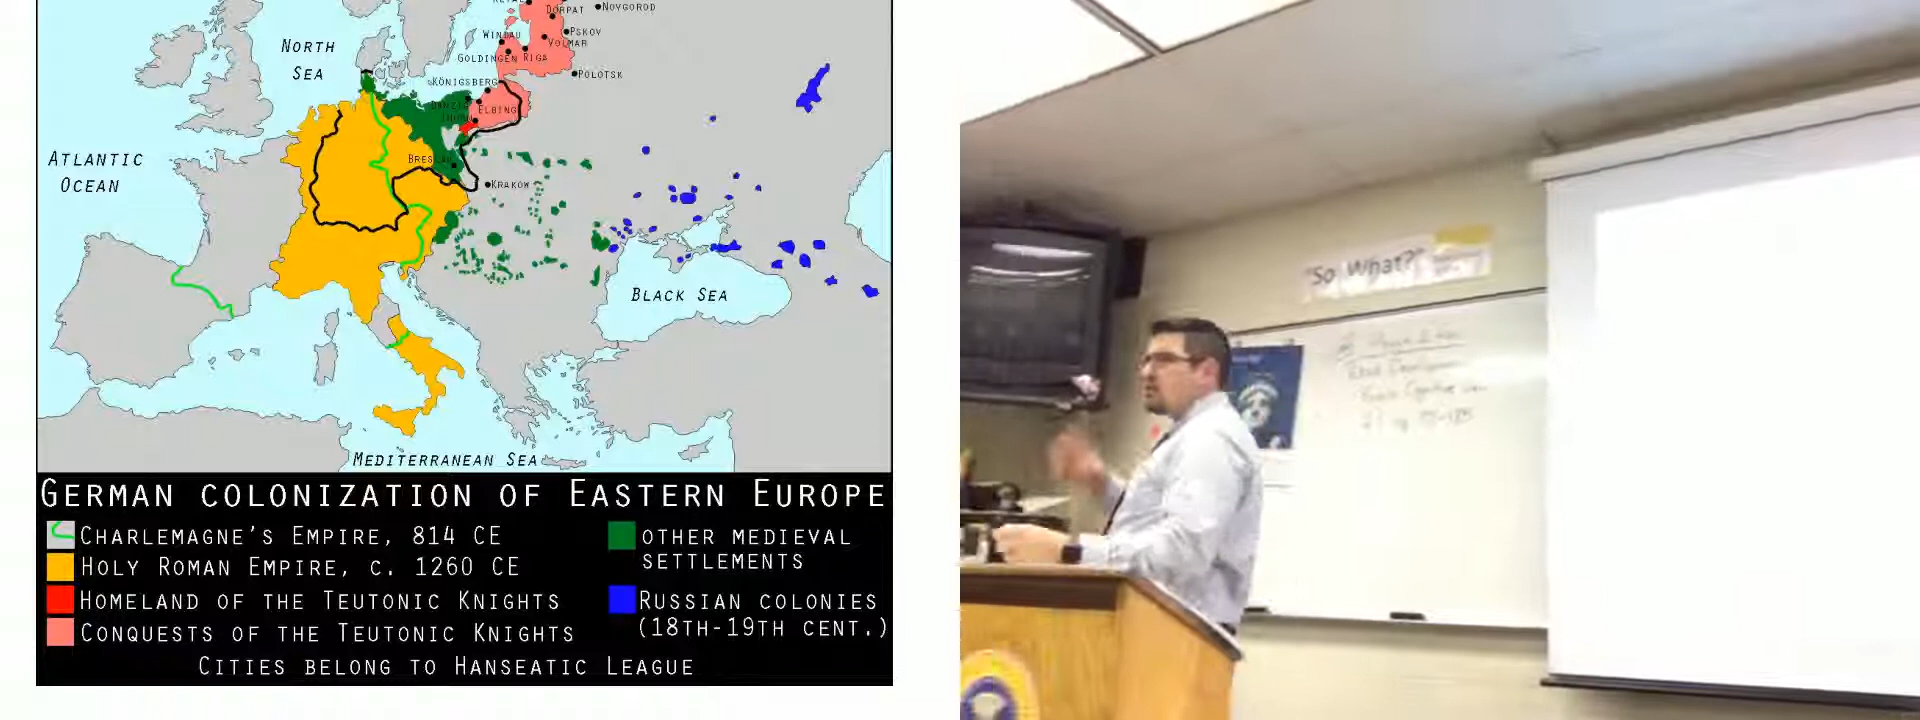 REVAL
DORPAT
NOVGOROD
WINDAU
PSKOV
VOLMAR
GOLDINGEN RIGA
POLOTSK
NORTH
SEA
KÖNIGSBERG
DANZIG
ELBING
THORN
BRESLAU
KRAKOW
ATLANTIC
OCEAN
BLACK SEA
MEDITERRANEAN SEA
GERMAN COLONIZATION OF EASTERN EUROPE
CHARLEMAGNE'S EMPIRE, 814 CE
HOLY ROMAN EMPIRE, C. 1260 CE
HOMELAND OF THE TEUTONIC KNIGHTS
CONQUESTS OF THE TEUTONIC KNIGHTS
OTHER MEDIEVAL
SETTLEMENTS
RUSSIAN COLONIES
(18TH-19TH CENT.)
CITIES BELONG TO HANSEATIC LEAGUE
"So What?"